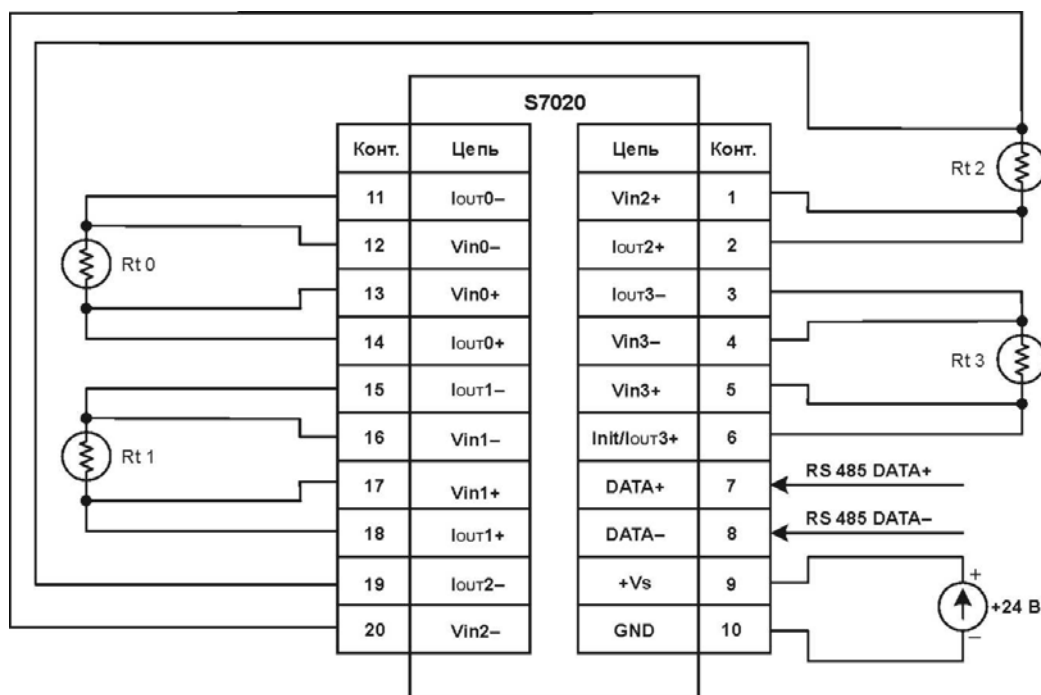 S7020
Конт. Цепь Цепь Конт.
11 IOUT0– Vin2+ 1
12 Vin0– IOUT2+ 2
13 Vin0+ IOUT3– 3
14 IOUT0+ Vin3– 4
15 IOUT1– Vin3+ 5
16 Vin1– Init/IOUT3+ 6
17 Vin1+ DATA+ 7
18 IOUT1+ DATA– 8
19 IOUT2– +Vs 9
20 Vin2– GND 10
Rt 0
Rt 1
Rt 2
Rt 3
RS 485 DATA+
RS 485 DATA–
+
+24 В
–